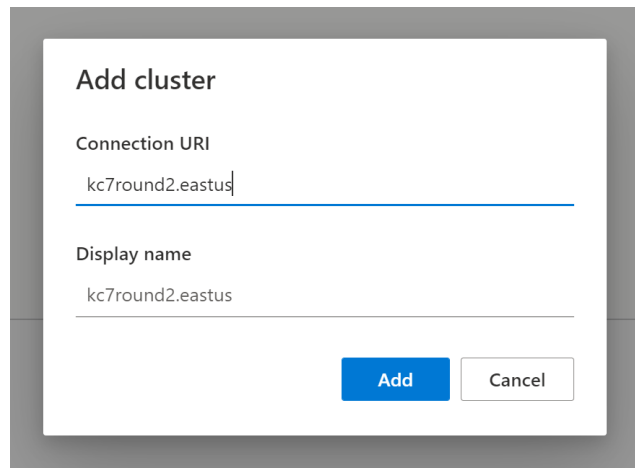 Add cluster
Connection URI
kc7round2.eastus
Display name
kc7round2.eastus
Add Cancel